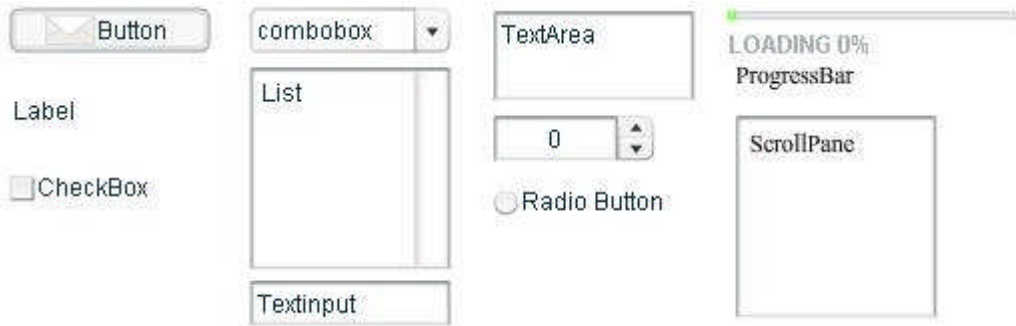 Button
Label
CheckBox
combobox
List
Textinput
TextArea
0
Radio Button
LOADING 0%
ProgressBar
ScrollPane